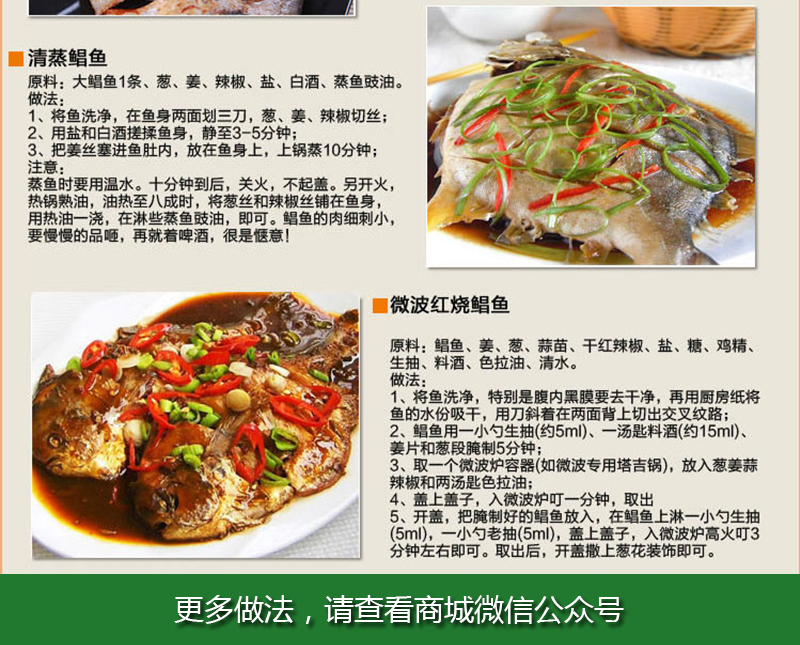 清蒸鲳鱼
原料：大鲳鱼1条、葱、姜、辣椒、盐、白酒、蒸鱼豉油。
做法：
1、将鱼洗净，在鱼身两面划三刀，葱、姜、辣椒切丝；
2、用盐和白酒搓揉鱼身，静至3-5分钟；
3、把姜丝塞进鱼肚内，放在鱼身上，上锅蒸10分钟；
注意：
蒸鱼时要用温水。十分钟到后，关火，不起盖。另开火，
热锅熟油，油热至八成时，将葱丝和辣椒丝铺在鱼身，
用热油一浇，在淋些蒸鱼豉油，即可。鲳鱼的肉细刺小，
要慢慢的品咂，再就着啤酒，很是惬意！
微波红烧鲳鱼
原料：鲳鱼、姜、葱、蒜苗、干红辣椒、盐、糖、鸡精、
生抽、料酒、色拉油、清水。
做法：
1、将鱼洗净，特别是腹内黑膜要去干净，再用厨房纸将
鱼的水份吸干，用刀斜着在两面背上切出交叉纹路；
2、鲳鱼用一小勺生抽(约5ml)、一汤匙料酒(约15ml)、
姜片和葱段腌制5分钟；
3、取一个微波炉容器(如微波专用塔吉锅)，放入葱姜蒜
辣椒和两汤匙色拉油；
4、盖上盖子，入微波炉叮一分钟，取出
5、开盖，把腌制好的鲳鱼放入，在鲳鱼上淋一小勺生抽
(5ml)，一小勺老抽(5ml)，盖上盖子，入微波炉高火叮3
分钟左右即可。取出后，开盖撒上葱花装饰即可。
更多做法，请查看商城微信公众号